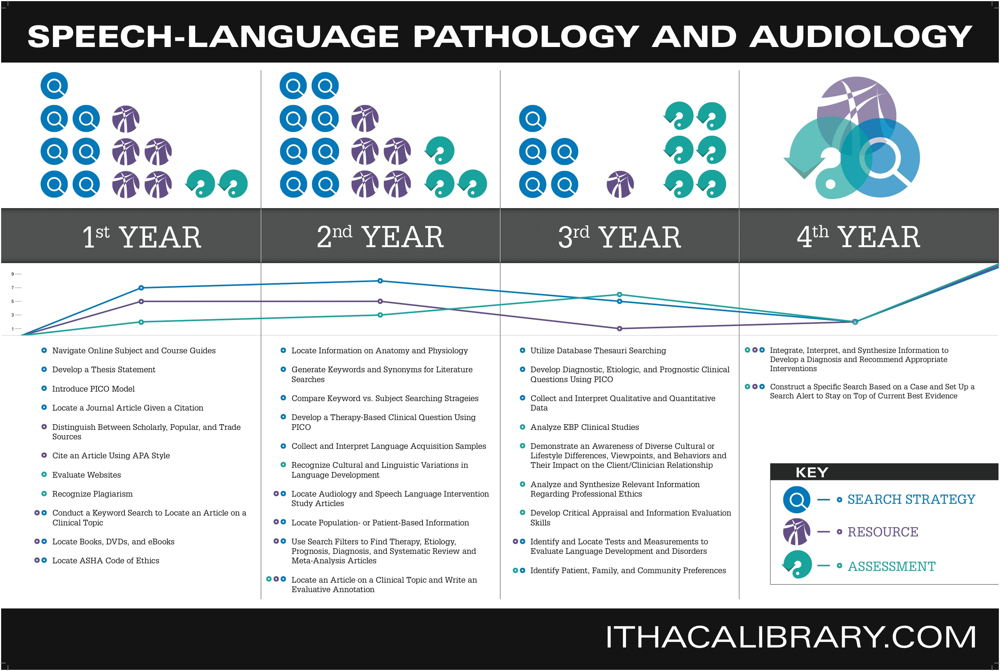 SPEECH-LANGUAGE PATHOLOGY AND AUDIOLOGY
1st YEAR
2nd YEAR
3rd YEAR
4th YEAR
9
7
5
3
1
Navigate Online Subject and Course Guides
Develop a Thesis Statement
Introduce PICO Model
Locate a Journal Article Given a Citation
Distinguish Between Scholarly, Popular, and Trade
Sources
Cite an Article Using APA Style
Evaluate Websites
Recognize Plagiarism
Conduct a Keyword Search to Locate an Article on a
Clinical Topic
Locate Books, DVDs, and eBooks
Locate ASHA Code of Ethics
Locate Information on Anatomy and Physiology
Generate Keywords and Synonyms for Literature
Searches
Compare Keyword vs. Subject Searching Strageies
Develop a Therapy-Based Clinical Question Using
PICO
Collect and Interpret Language Acquisition Samples
Recognize Cultural and Linguistic Variations in
Language Development
Locate Audiology and Speech Language Intervention
Study Articles
Locate Population- or Patient-Based Information
Use Search Filters to Find Therapy, Etiology,
Prognosis, Diagnosis, and Systematic Review and
Meta-Analysis Articles
Locate an Article on a Clinical Topic and Write an
Evaluative Annotation
Utilize Database Thesauri Searching
Develop Diagnostic, Etiologic, and Prognostic Clinical
Questions Using PICO
Collect and Interpret Qualitative and Quantitative
Data
Analyze EBP Clinical Studies
Demonstrate an Awareness of Diverse Cultural or
Lifestyle Differences, Viewpoints, and Behaviors and
Their Impact on the Client/Clinician Relationship
Analyze and Synthesize Relevant Information
Regarding Professional Ethics
Develop Critical Appraisal and Information Evaluation
Skills
Identify and Locate Tests and Measurements to
Evaluate Language Development and Disorders
Identify Patient, Family, and Community Preferences
Integrate, Interpret, and Synthesize Information to
Develop a Diagnosis and Recommend Appropriate
Interventions
Construct a Specific Search Based on a Case and Set Up a
Search Alert to Stay on Top of Current Best Evidence
KEY
SEARCH STRATEGY
RESOURCE
ASSESSMENT
ITHACALIBRARY.COM